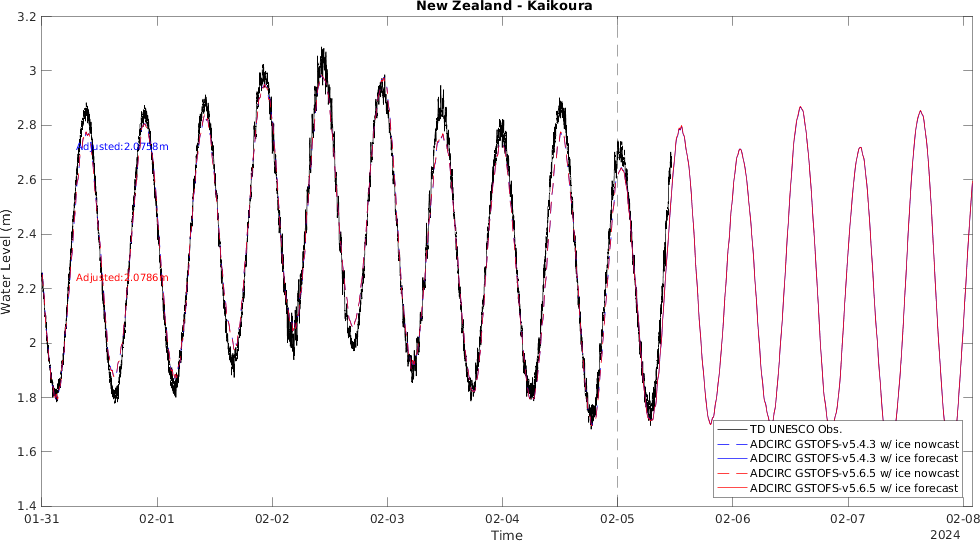 New Zealand - Kaikoura
3.2
3
2.8
2.6
2.4
2.2
2
1.8
1.6
1.4
Water Level (m)
Adjusted:2.0758m
Adjusted:2.0786m
TD UNESCO Obs.
ADCIRC GSTOFS-v5.4.3 w/ ice nowcast
ADCIRC GSTOFS-v5.4.3 w/ ice forecast
ADCIRC GSTOFS-v5.6.5 w/ ice nowcast
ADCIRC GSTOFS-v5.6.5 w/ ice forecast
01-31 02-01 02-02 02-03 02-04 02-05 02-06 02-07 02-08
Time
2024